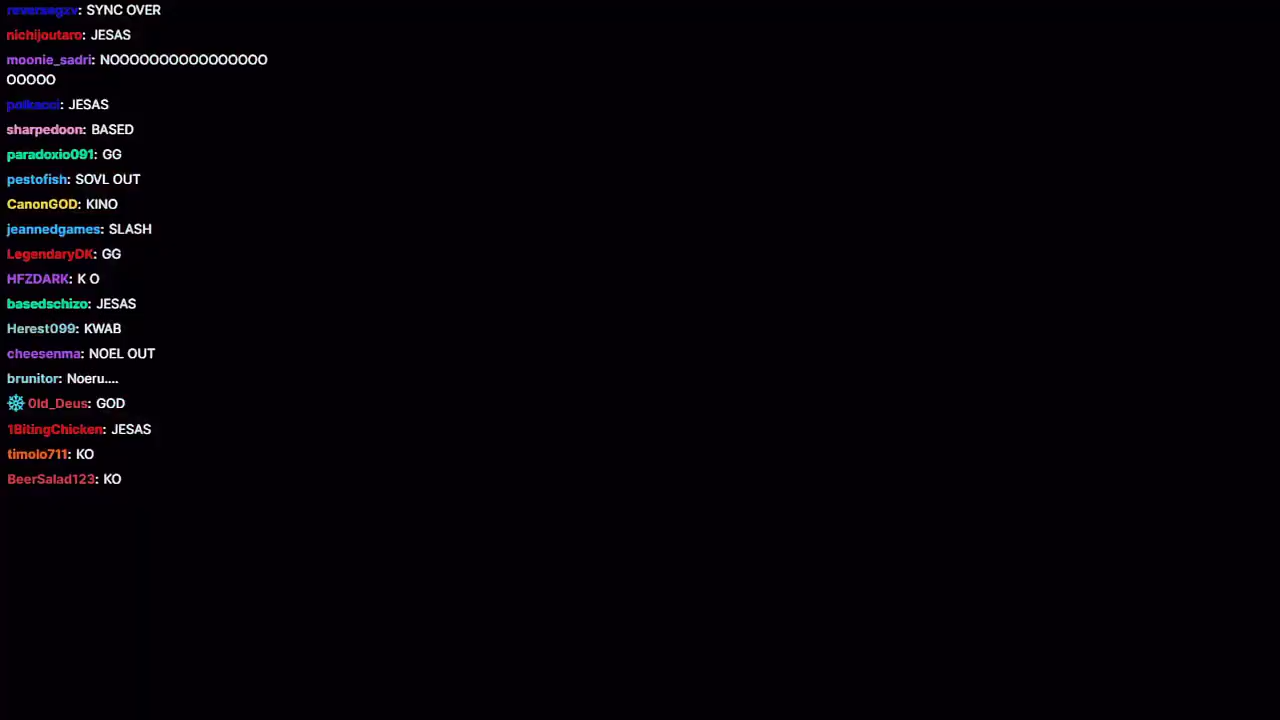 reversegxv: SYNC OVER
nichijoutaro: JESAS
moonie_sadri: NOOOOOOOOOOOOOOOO
OOOOO
: JESAS
sharpedoon: BASED
paradoxio091: GG
pestofish: SOVL OUT
CanonGOD: KINO
jeannedgames: SLASH
LegendaryDK: GG
HFZDARK: K O
basedschizo: JESAS
Herest099: KWAB
cheesenma: NOEL OUT
brunitor: Noeru....
0ld_Deus: GOD
1BitingChicken: JESAS
timolo711: KO
BeerSalad123: KO